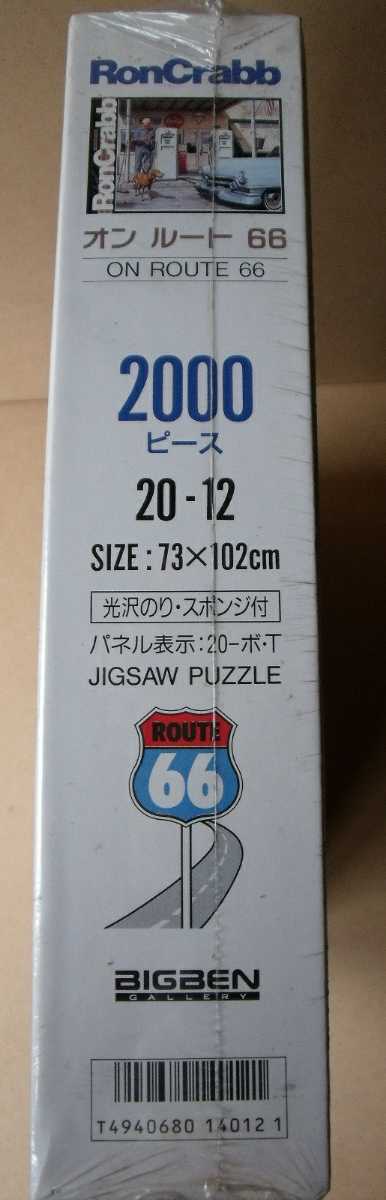 RonCrabb
RonCrabb
オン ルート 66
ON ROUTE 66
2000
ピース
20-12
SIZE:73×102cm
光沢のり・スポンジ付
パネル表示:20-ボ・T
JIGSAW PUZZLE
ROUTE
66
BIGBEN
GALLERY
T4940680 14012 1